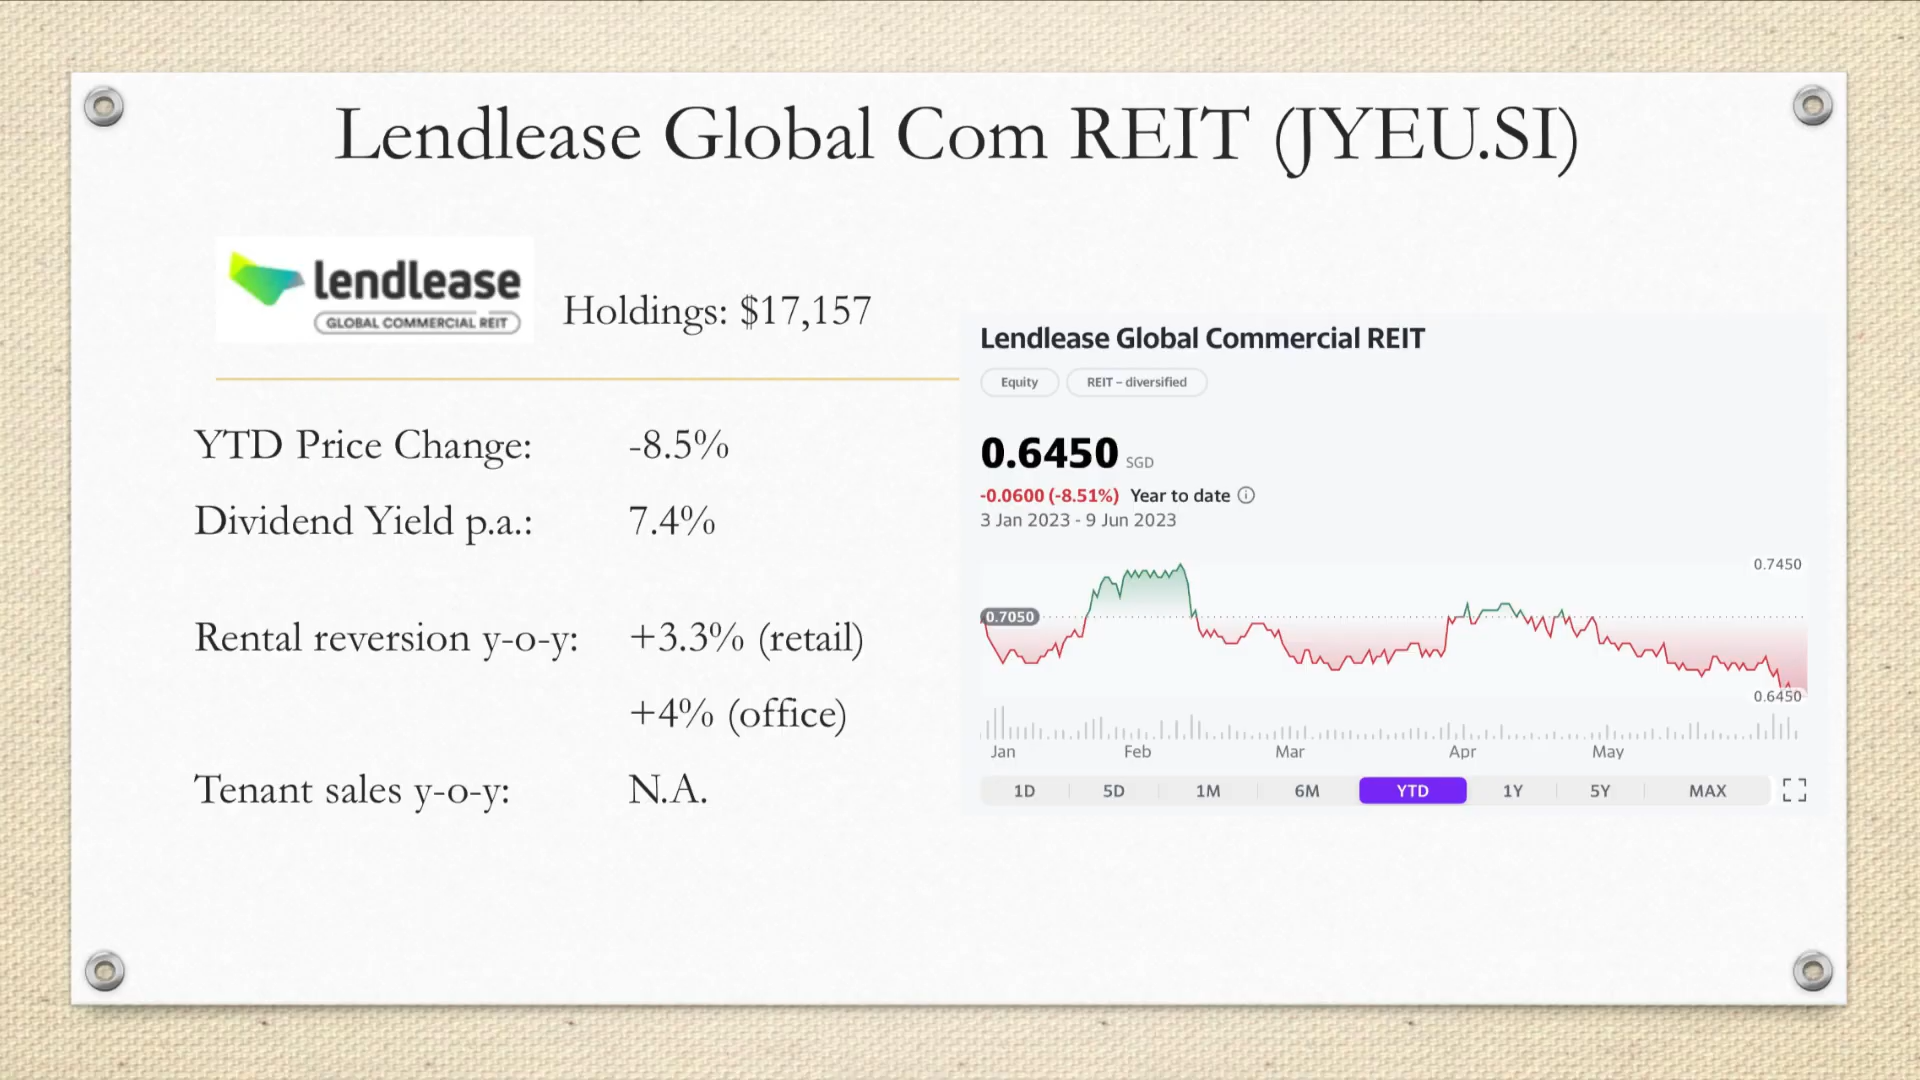 Lendlease Global Com REIT (JYEU.SI)
lendlease
GLOBAL COMMERCIAL REIT
Holdings: $17,157
YTD Price Change: -8.5%
Dividend Yield p.a.: 7.4%
Rental reversion y-o-y: +3.3% (retail)
+4% (office)
Tenant sales y-o-y: N.A.
Lendlease Global Commercial REIT
Equity REIT – diversified
0.6450 SGD
-0.0600 (-8.51%) Year to date
3 Jan 2023 - 9 Jun 2023
0.7450
0.7050
0.6450
Jan Feb Mar Apr May
1D 5D 1M 6M YTD 1Y 5Y MAX